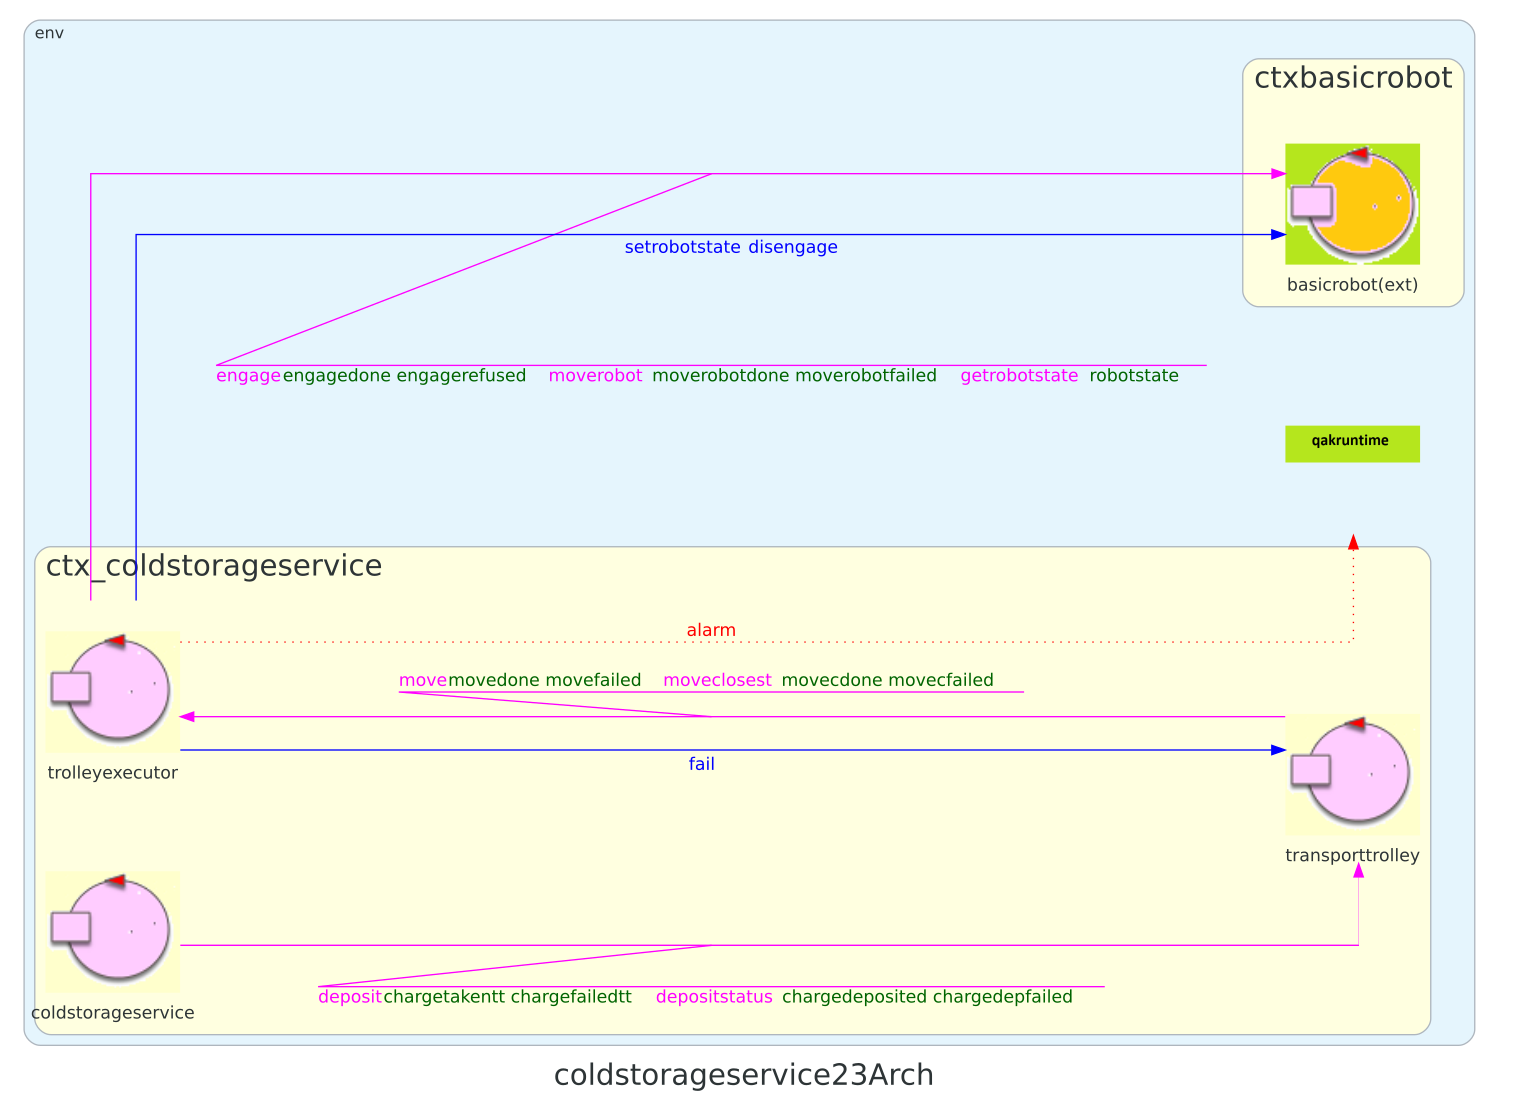 env
ctxbasicrobot
setrobotstate disengage
basicrobot(ext)
engage engagedone engagerefused moverobot moverobotdone moverobotfailed getrobotstate robotstate
qakruntime
ctx_coldstorageservice
alarm
move movedone movefailed moveclosest movecdone movecfailed
fail
trolleyexecutor
transporttrolley
deposit chargetakentt chargefailedtt depositstatus chargedeposited chargedepfailed
coldstorageservice
coldstorageservice23Arch